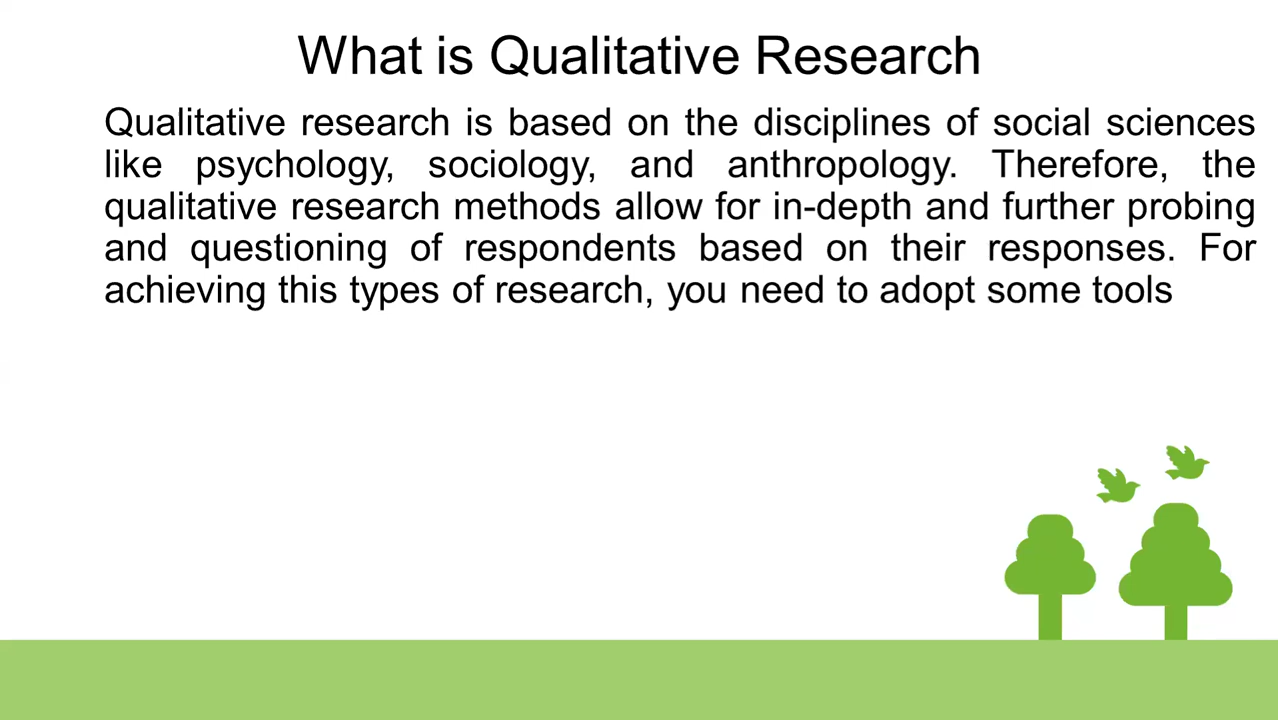 What is Qualitative Research
Qualitative research is based on the disciplines of social sciences
like psychology, sociology, and anthropology. Therefore, the
qualitative research methods allow for in-depth and further probing
and questioning of respondents based on their responses. For
achieving this types of research, you need to adopt some tools